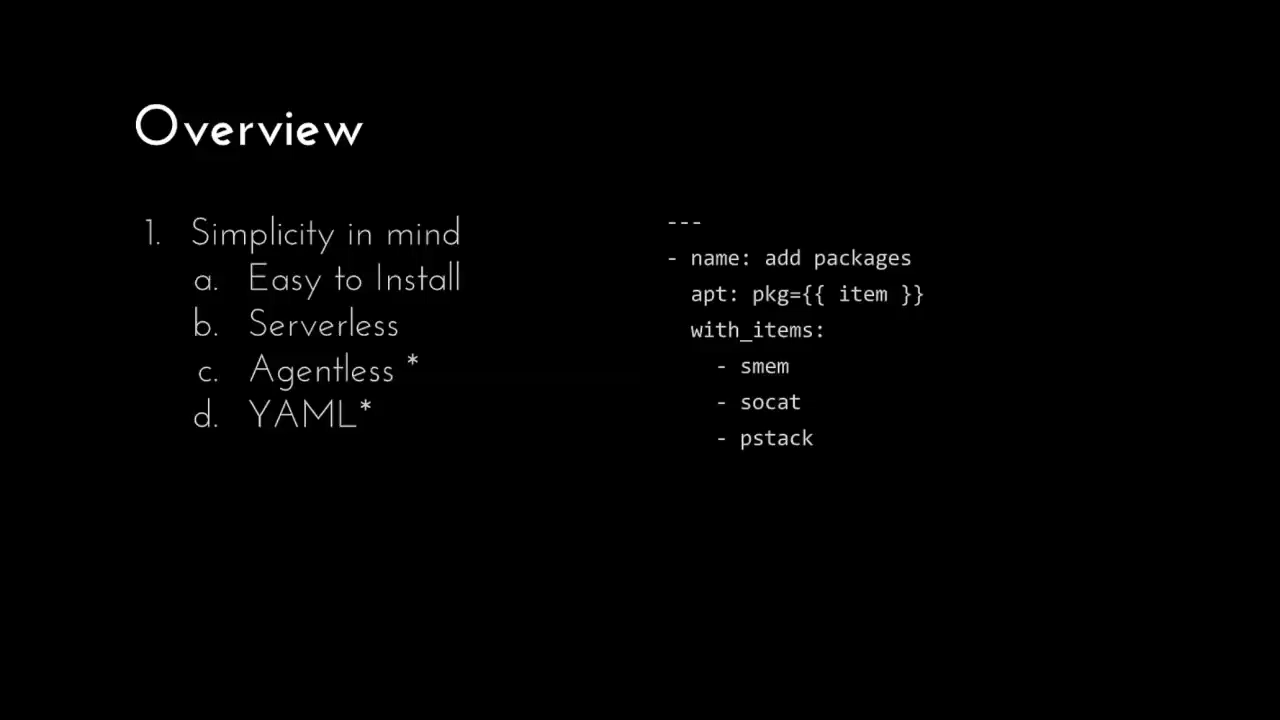 Overview
1. Simplicity in mind
a. Easy to Install
b. Serverless
c. Agentless *
d. YAML*
---
- name: add packages
apt: pkg={{ item }}
with_items:
- smem
- socat
- pstack